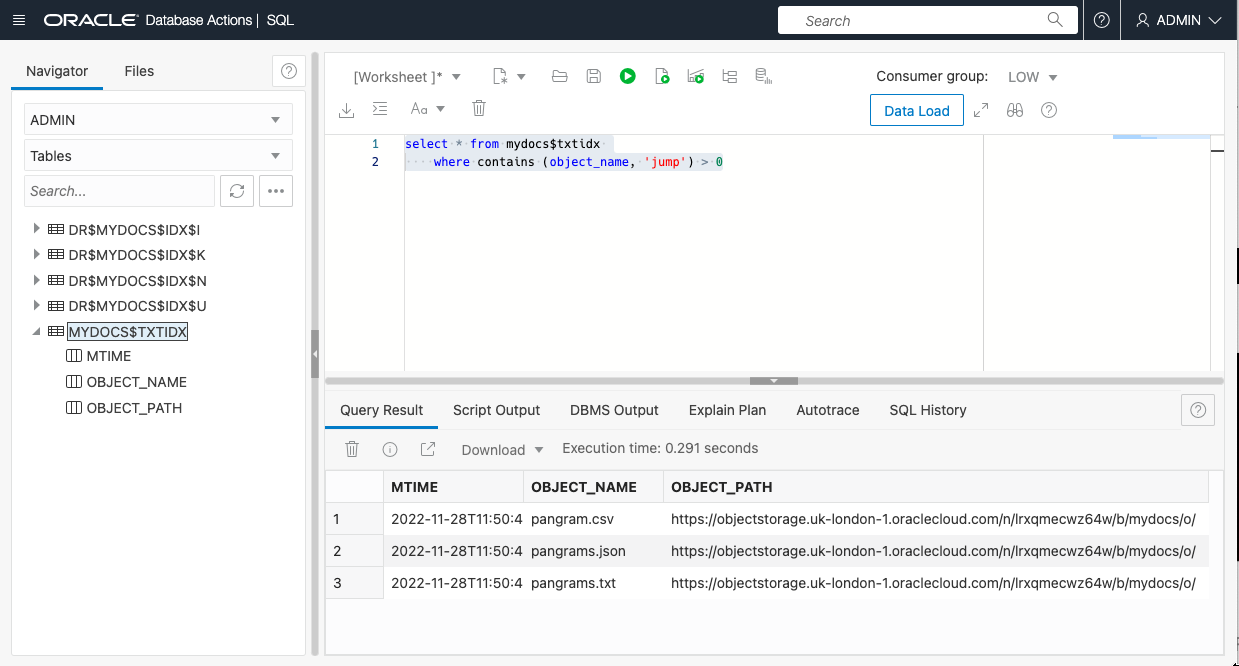 ORACLE Database Actions | SQL
Search
ADMIN
Navigator
Files
ADMIN
Tables
Search...
DR$MYDOCS$IDX$I
DR$MYDOCS$IDX$K
DR$MYDOCS$IDX$N
DR$MYDOCS$IDX$U
MYDOCS$TXTIDX
MTIME
OBJECT_NAME
OBJECT_PATH
[Worksheet ]*
Consumer group: LOW
Aa
Data Load
1 select * from mydocs$txtidx
2 where contains (object_name, 'jump') > 0
Query Result Script Output DBMS Output Explain Plan Autotrace SQL History
Download Execution time: 0.291 seconds
MTIME OBJECT_NAME OBJECT_PATH
1 2022-11-28T11:50:4 pangram.csv https://objectstorage.uk-london-1.oraclecloud.com/n/lrxqmecwz64w/b/mydocs/o/
2 2022-11-28T11:50:4 pangrams.json https://objectstorage.uk-london-1.oraclecloud.com/n/lrxqmecwz64w/b/mydocs/o/
3 2022-11-28T11:50:4 pangrams.txt https://objectstorage.uk-london-1.oraclecloud.com/n/lrxqmecwz64w/b/mydocs/o/